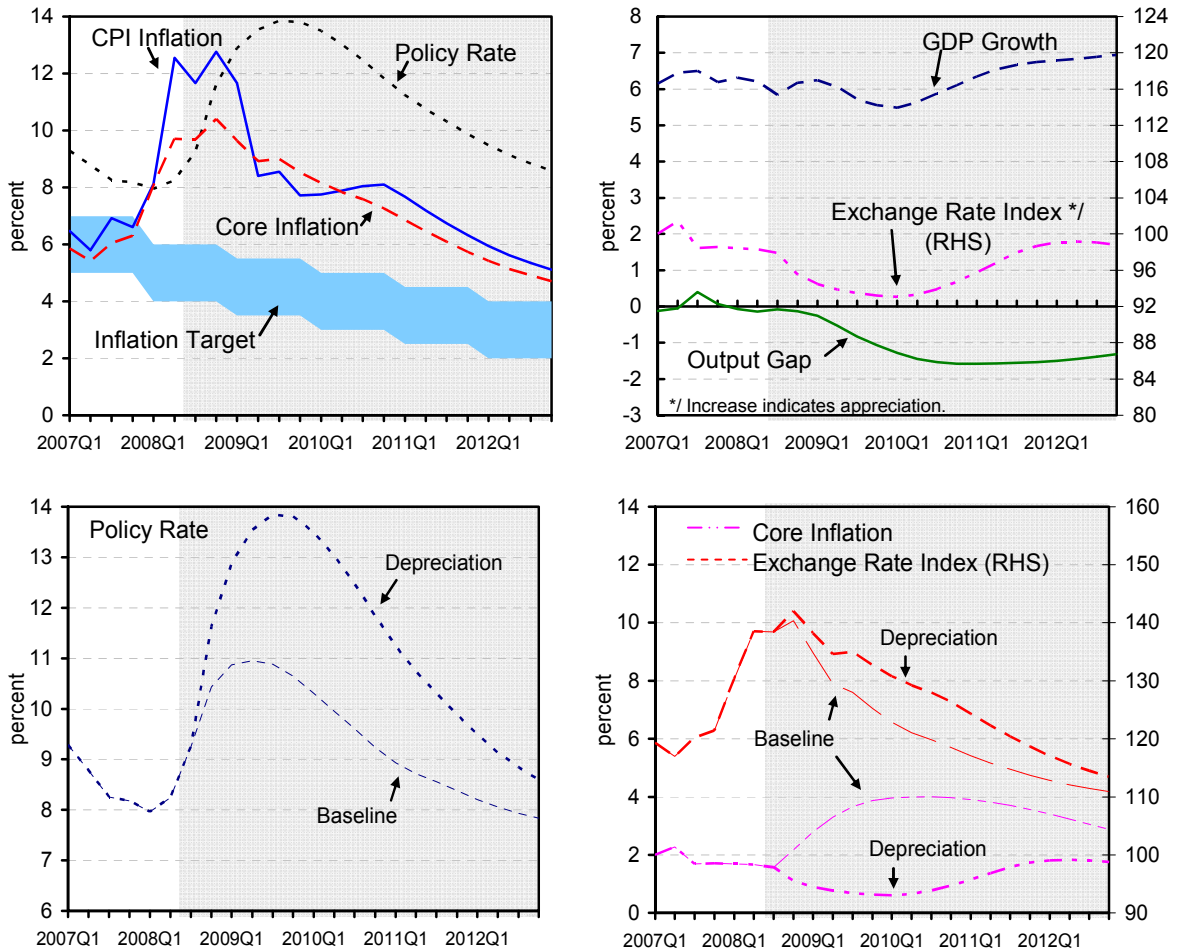 14
12
10
8
6
4
2
0
percent
CPI Inflation
Policy Rate
Core Inflation
Inflation Target
2007Q1 2008Q1 2009Q1 2010Q1 2011Q1 2012Q1
8
7
6
5
4
3
2
1
0
-1
-2
-3
percent
124
120
116
112
108
104
100
96
92
88
84
80
GDP Growth
Exchange Rate Index */
(RHS)
Output Gap
*/ Increase indicates appreciation.
2007Q1 2008Q1 2009Q1 2010Q1 2011Q1 2012Q1
14
13
12
11
10
9
8
7
6
percent
Policy Rate
Depreciation
Baseline
2007Q1 2008Q1 2009Q1 2010Q1 2011Q1 2012Q1
14
12
10
8
6
4
2
0
percent
160
150
140
130
120
110
100
90
Core Inflation
Exchange Rate Index (RHS)
Depreciation
Baseline
Depreciation
2007Q1 2008Q1 2009Q1 2010Q1 2011Q1 2012Q1